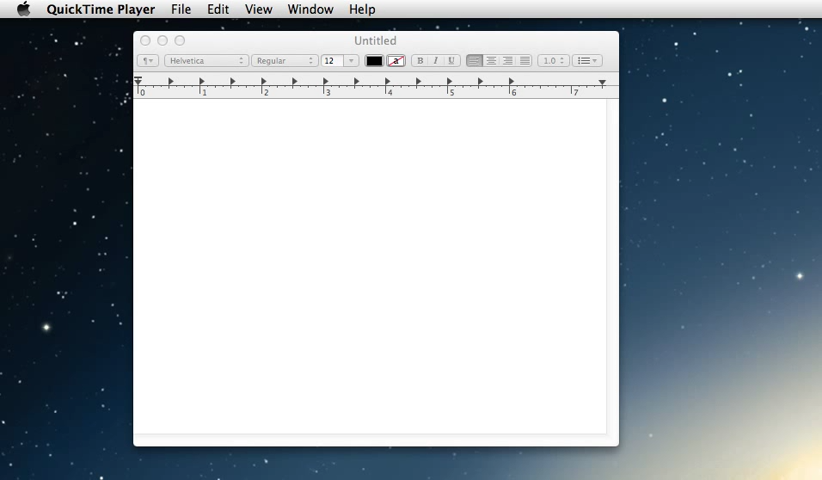 QuickTime Player File Edit View Window Help
Untitled
¶ Helvetica Regular 12 a B I U 1.0
0 1 2 3 4 5 6 7